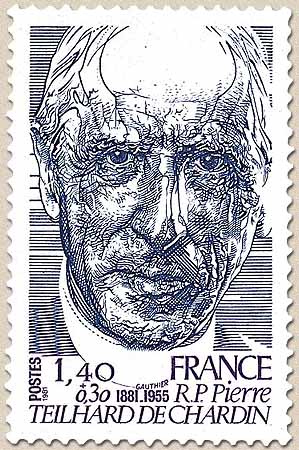 POSTES
1981
1,40 FRANCE
+0,30 GAUTHIER 1881.1955 R.P. Pierre
TEILHARD DE CHARDIN